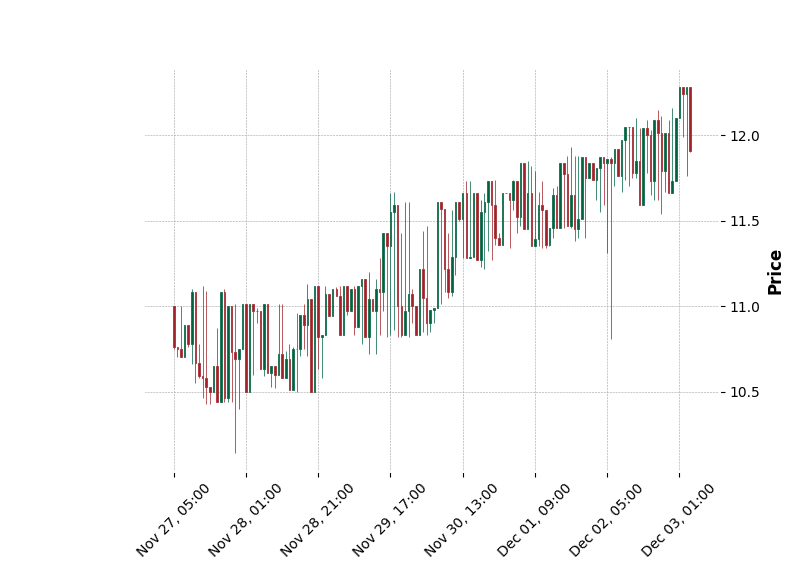 12.0
11.5
11.0
10.5
Price
Nov 27, 05:00
Nov 28, 01:00
Nov 28, 21:00
Nov 29, 17:00
Nov 30, 13:00
Dec 01, 09:00
Dec 02, 05:00
Dec 03, 01:00